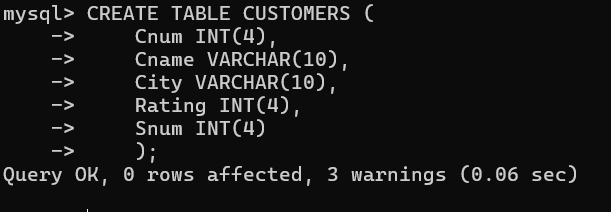 mysql> CREATE TABLE CUSTOMERS (
    ->     Cnum INT(4),
    ->     Cname VARCHAR(10),
    ->     City VARCHAR(10),
    ->     Rating INT(4),
    ->     Snum INT(4)
    ->     );
Query OK, 0 rows affected, 3 warnings (0.06 sec)